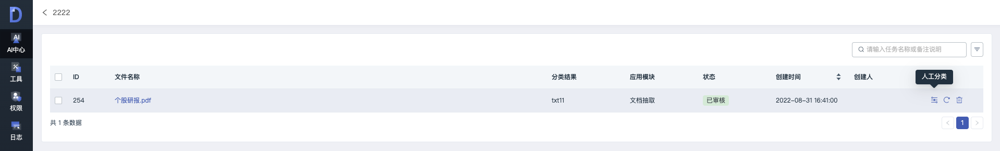 2222
AI
AI中心
工具
权限
日志
请输入任务名称或备注说明
ID 文件名称 分类结果 应用模块 状态 创建时间 创建人
人工分类
254 个股研报.pdf txt11 文档抽取 已审核 2022-08-31 16:41:00
共 1 条数据
1